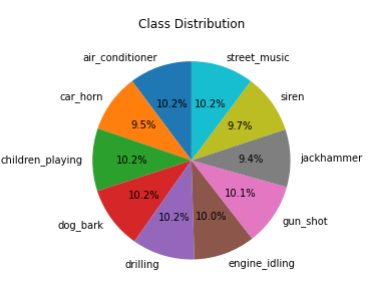 Class Distribution
air_conditioner
street_music
car_horn
siren
children_playing
jackhammer
dog_bark
gun_shot
drilling
engine_idling
10.2%
10.2%
9.5%
9.7%
10.2%
9.4%
10.2%
10.1%
10.2%
10.0%